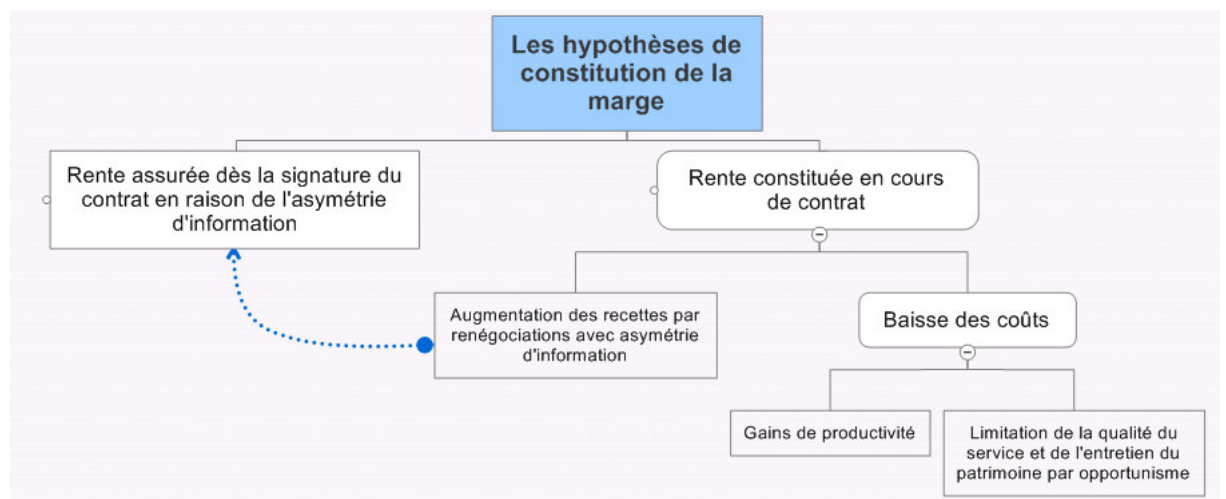 Les hypothèses de
constitution de la
marge
Rente assurée dès la signature du
contrat en raison de l'asymétrie
d'information
Rente constituée en cours
de contrat
Augmentation des recettes par
renégociations avec asymétrie
d'information
Baisse des coûts
Gains de productivité
Limitation de la qualité du
service et de l'entretien du
patrimoine par opportunisme